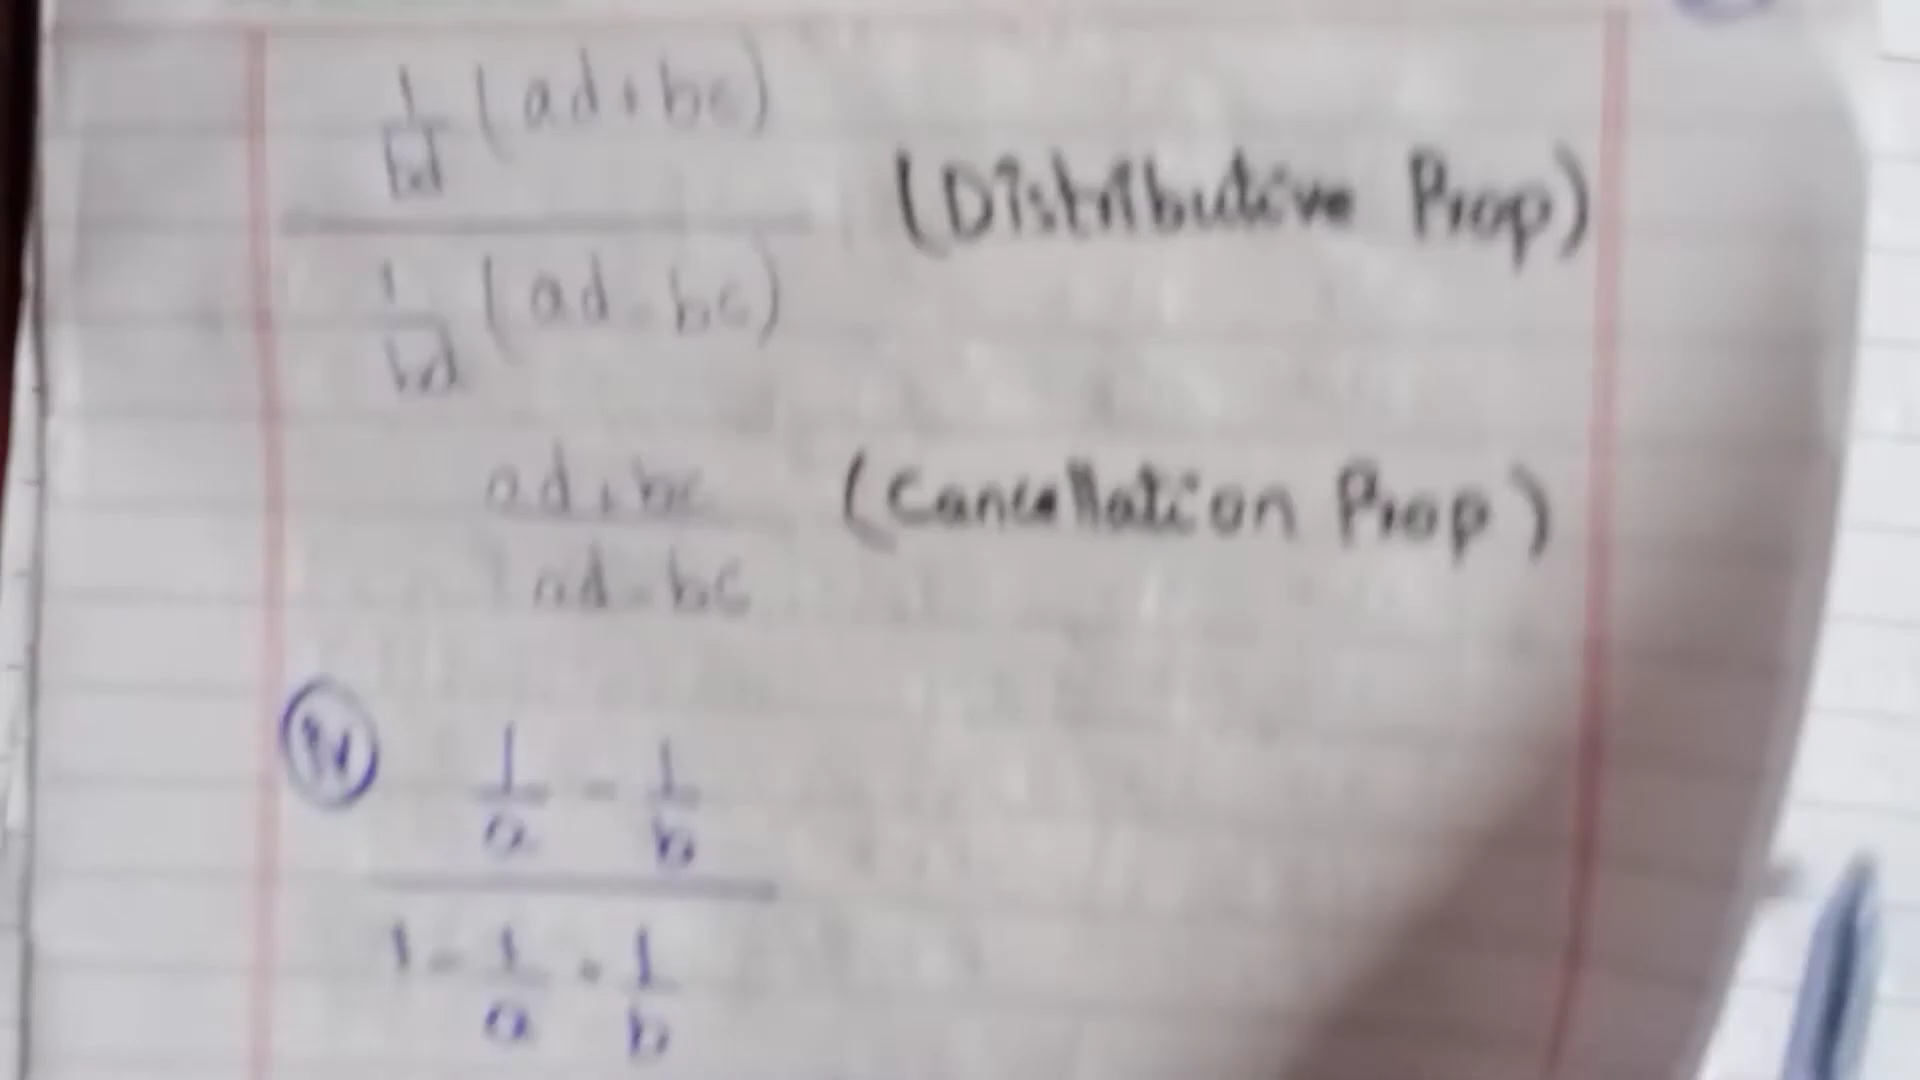 1/bd (ad + bc)
(Distributive Prop)
1/bd (ad - bc)
ad + bc
(Cancellation Prop)
ad - bc
iv
1/a - 1/b
1 - 1/a · 1/b